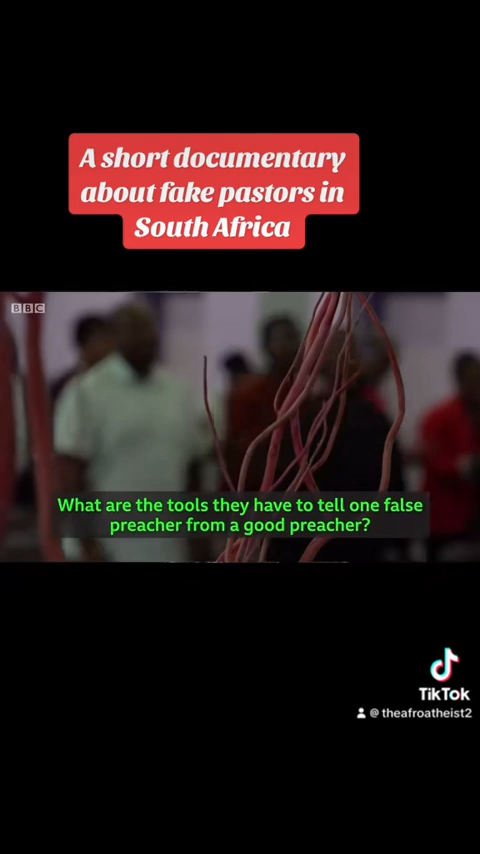 A short documentary
about fake pastors in
South Africa
BBC
What are the tools they have to tell one false
preacher from a good preacher?
TikTok
@ theafroatheist2